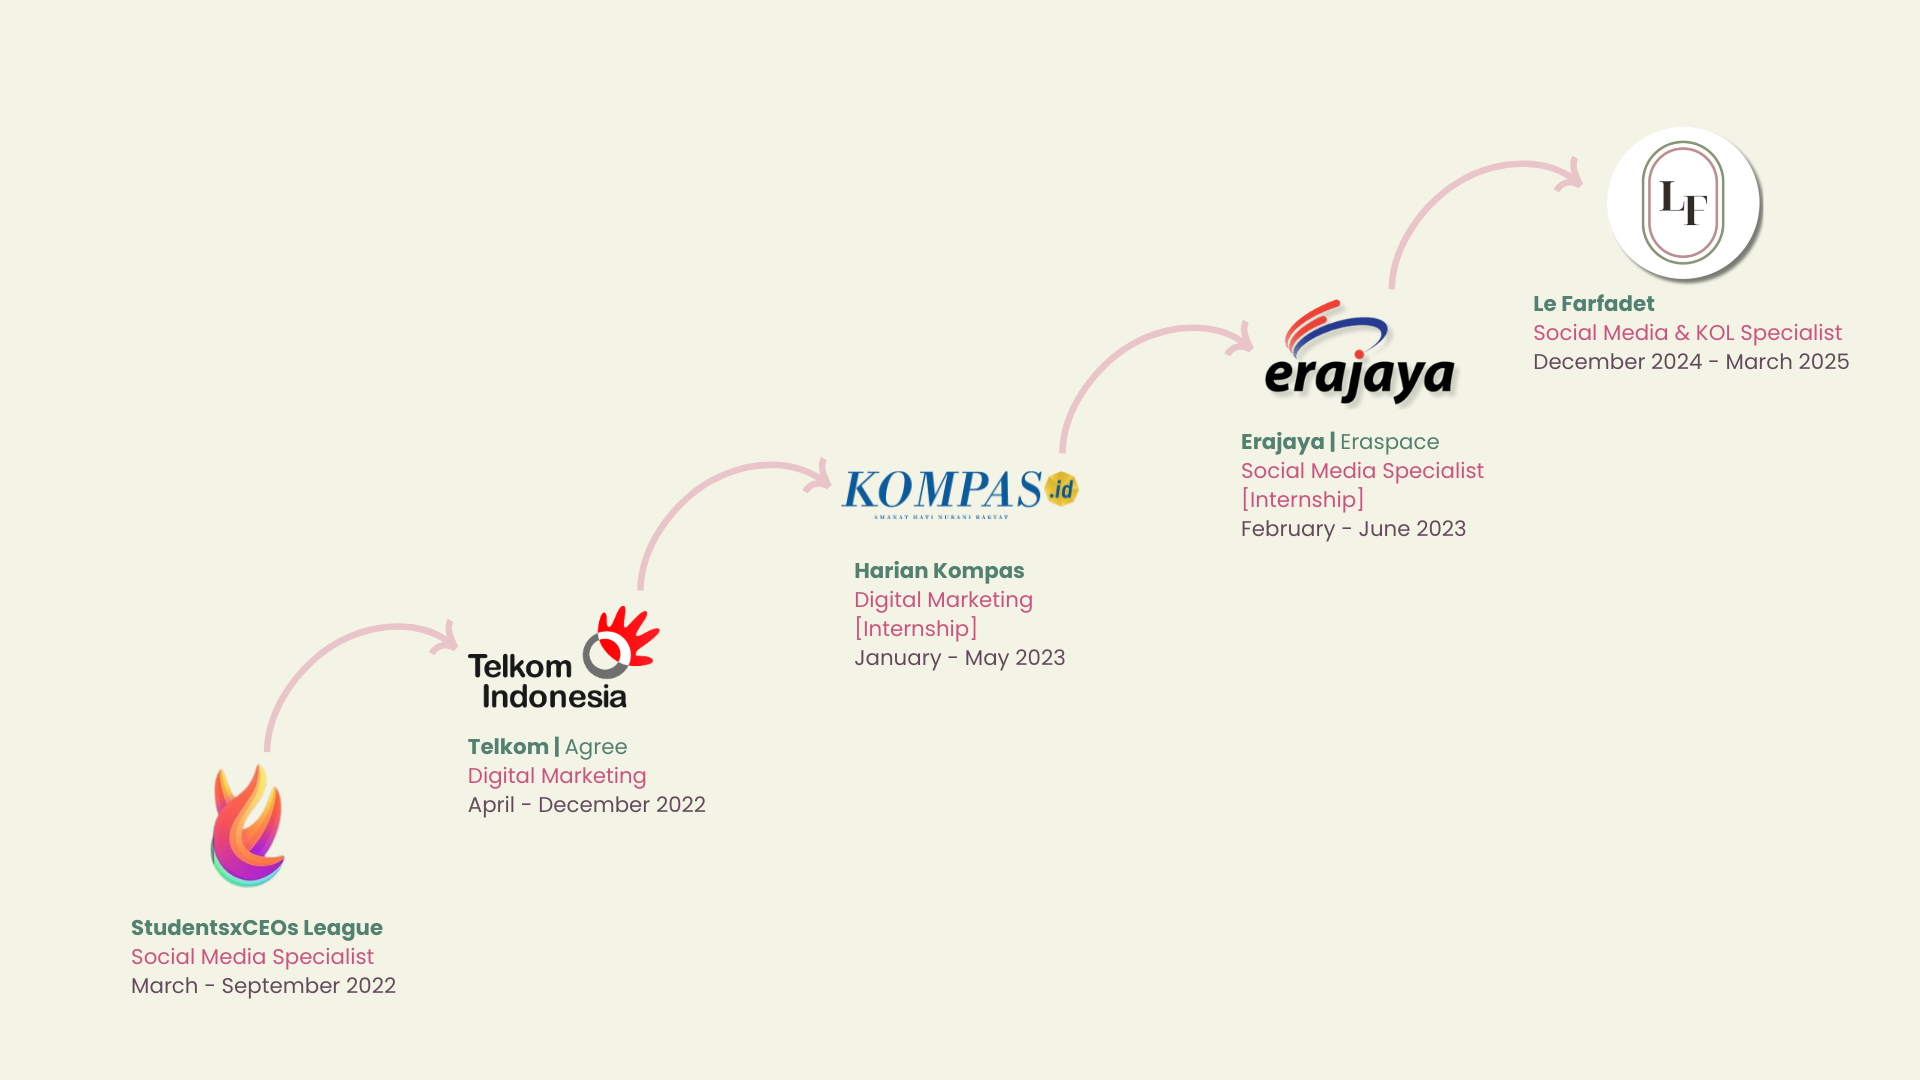 LF
Le Farfadet
Social Media & KOL Specialist
December 2024 - March 2025
erajaya
Erajaya | Eraspace
Social Media Specialist
[Internship]
February - June 2023
KOMPAS.id
AMANAT HATI NURANI RAKYAT
Harian Kompas
Digital Marketing
[Internship]
January - May 2023
Telkom
Indonesia
Telkom | Agree
Digital Marketing
April - December 2022
StudentsxCEOs League
Social Media Specialist
March - September 2022